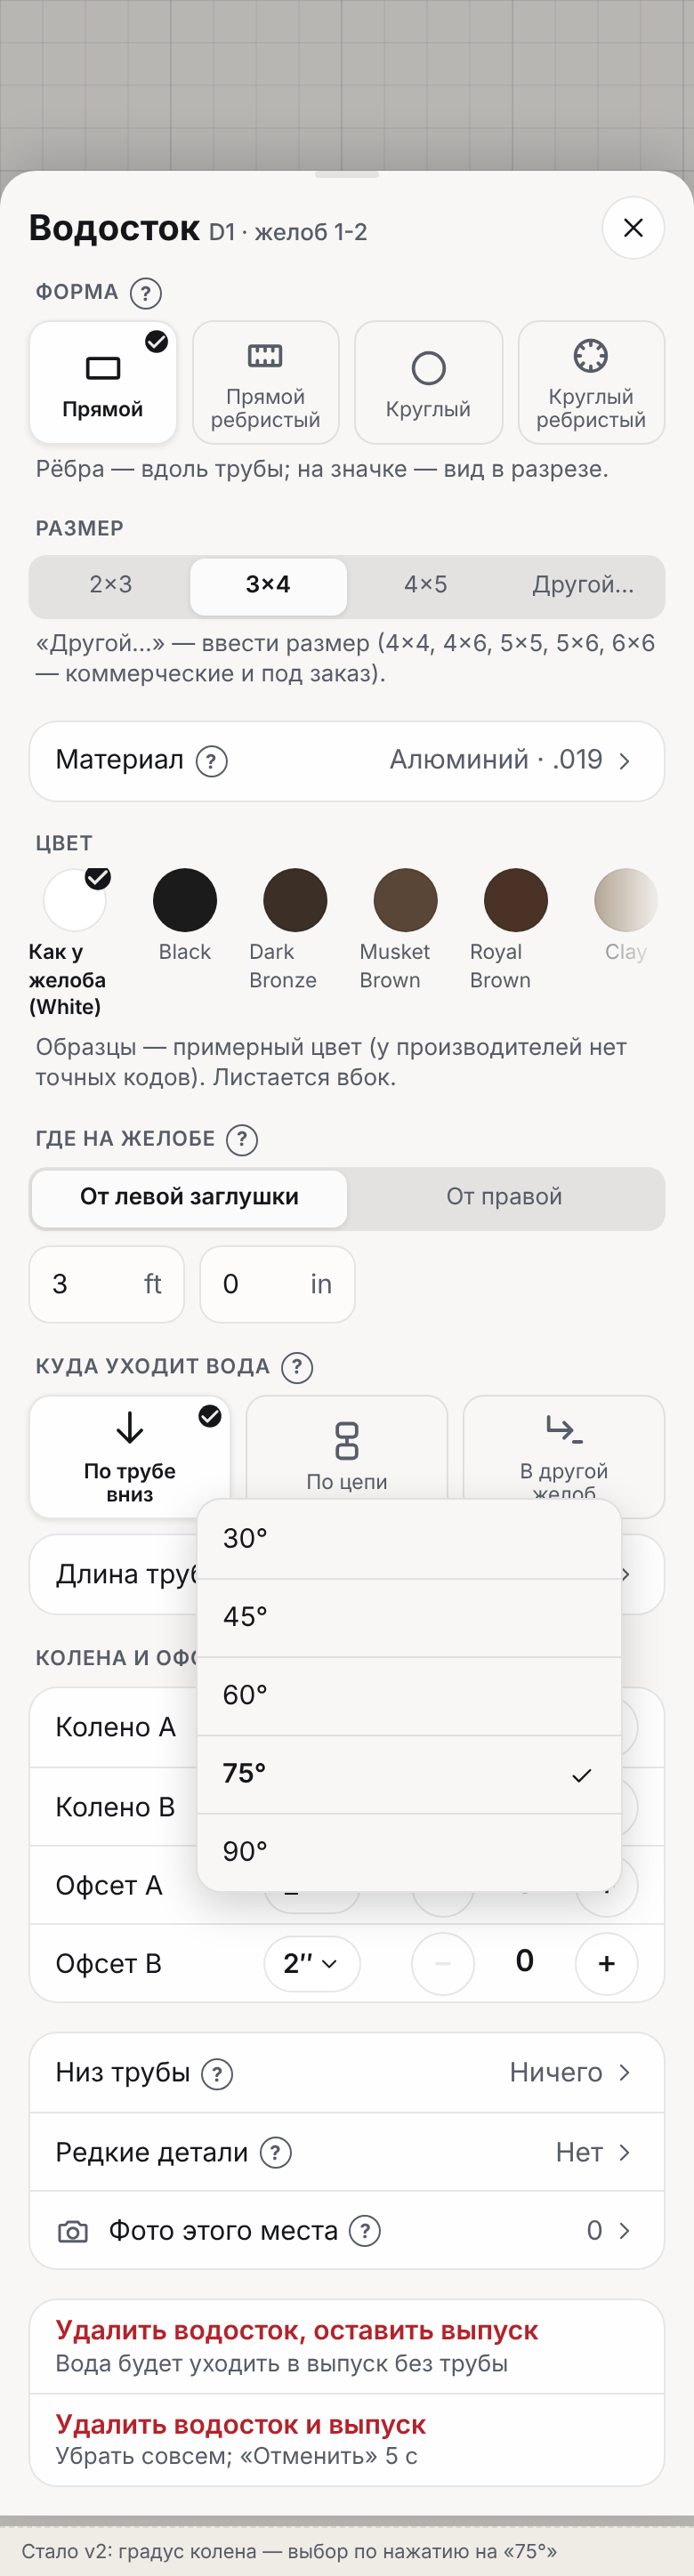 Водосток D1 · желоб 1-2
ФОРМА ?
Прямой
Прямой
ребристый
Круглый
Круглый
ребристый
Рёбра — вдоль трубы; на значке — вид в разрезе.
РАЗМЕР
2×3 3×4 4×5 Другой...
«Другой...» — ввести размер (4×4, 4×6, 5×5, 5×6, 6×6
— коммерческие и под заказ).
Материал ? Алюминий · .019
ЦВЕТ
Как у
желоба
(White)
Black
Dark
Bronze
Musket
Brown
Royal
Brown
Clay
Образцы — примерный цвет (у производителей нет
точных кодов). Листается вбок.
ГДЕ НА ЖЕЛОБЕ ?
От левой заглушки От правой
3 ft 0 in
КУДА УХОДИТ ВОДА ?
По трубе
вниз
По цепи
В другой
желоб
Длина
КОЛЕНА И
30°
45°
60°
75°
90°
Колено A
Колено B
Офсет A
Офсет B 2″ − 0 +
Низ трубы ? Ничего
Редкие детали ? Нет
Фото этого места ? 0
Удалить водосток, оставить выпуск
Вода будет уходить в выпуск без трубы
Удалить водосток и выпуск
Убрать совсем; «Отменить» 5 с
Стало v2: градус колена — выбор по нажатию на «75°»